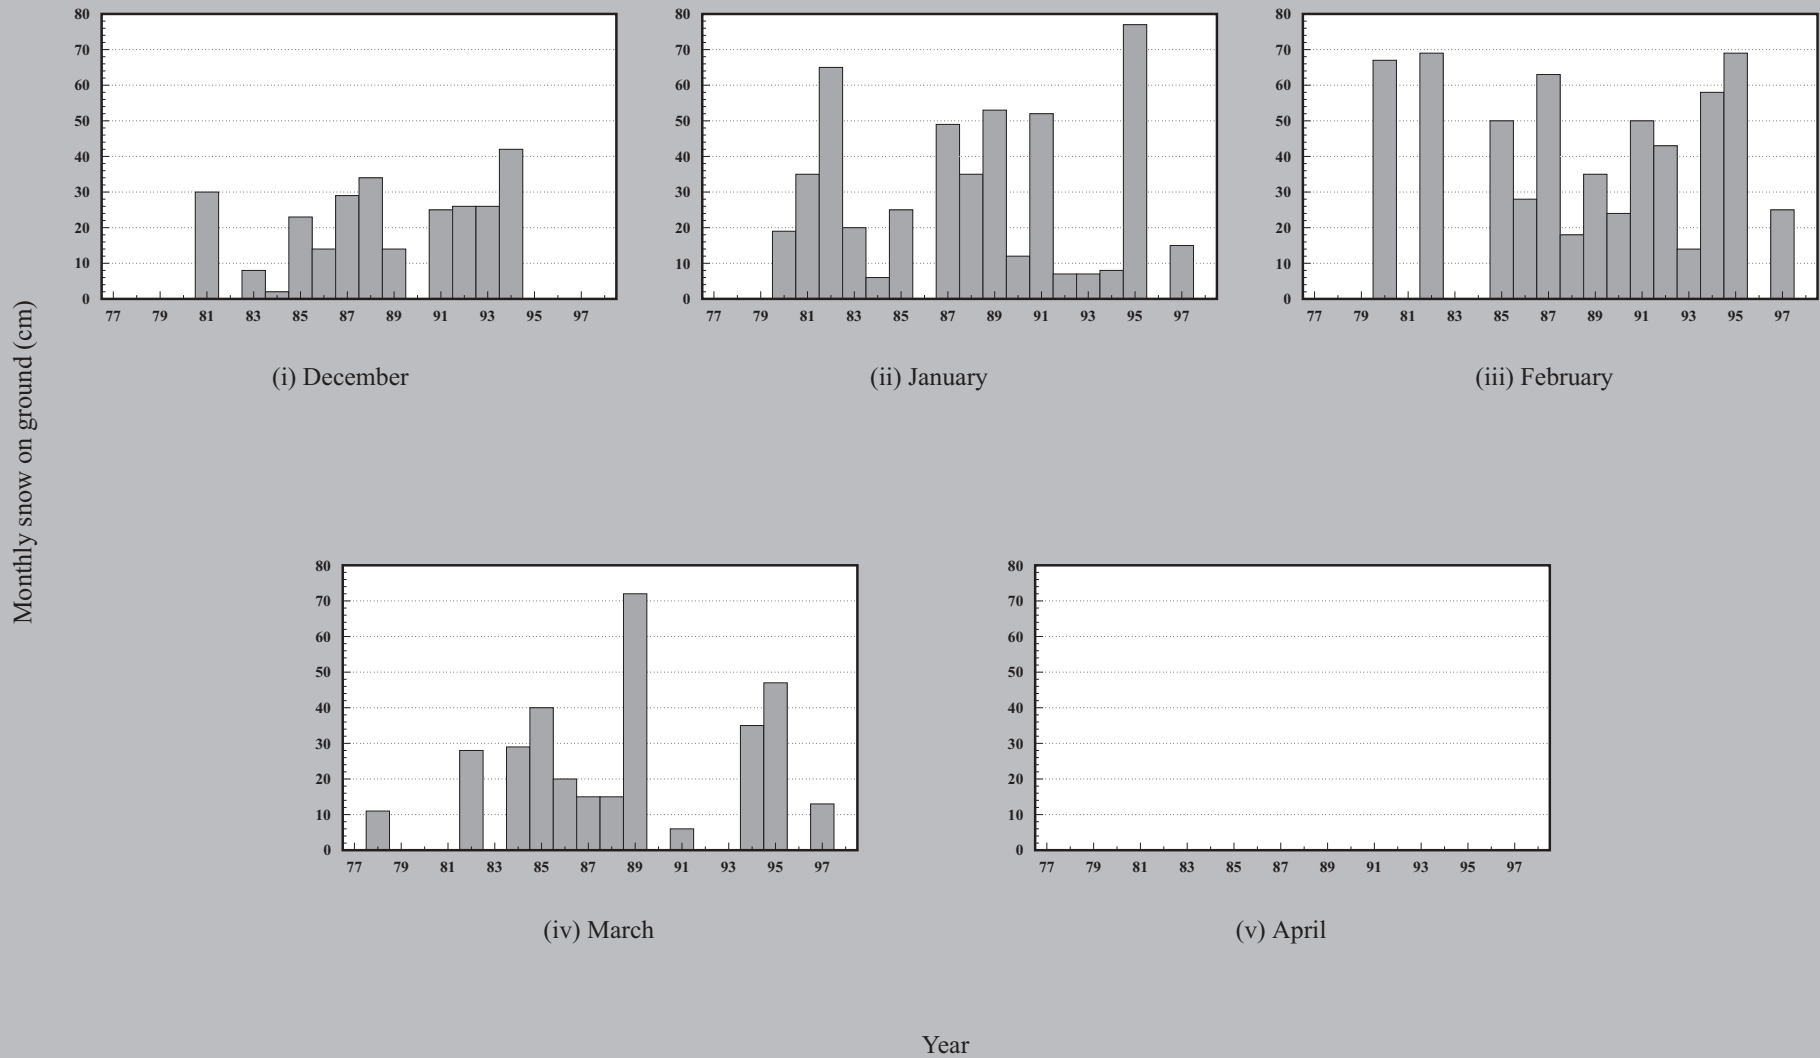 80 70 60 50 40 30 20 10 0
77 79 81 83 85 87 89 91 93 95 97
(i) December
80 70 60 50 40 30 20 10 0
77 79 81 83 85 87 89 91 93 95 97
(ii) January
80 70 60 50 40 30 20 10 0
77 79 81 83 85 87 89 91 93 95 97
(iii) February
Monthly snow on ground (cm)
80 70 60 50 40 30 20 10 0
77 79 81 83 85 87 89 91 93 95 97
(iv) March
80 70 60 50 40 30 20 10 0
77 79 81 83 85 87 89 91 93 95 97
(v) April
Year